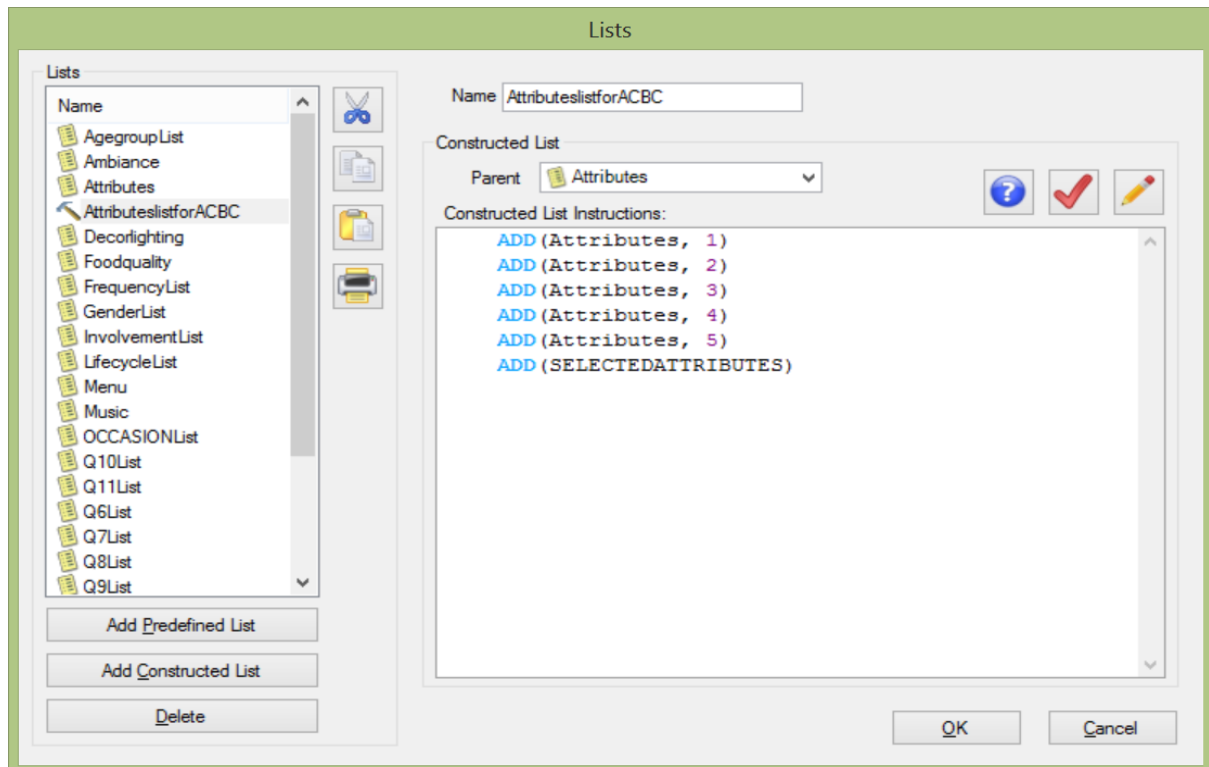 Lists
Lists
Name
AgegroupList
Ambiance
Attributes
AttributeslistforACBC
Decorlighting
Foodquality
FrequencyList
GenderList
InvolvementList
LifecycleList
Menu
Music
OCCASIONList
Q10List
Q11List
Q6List
Q7List
Q8List
Q9List
Add Predefined List
Add Constructed List
Delete
Name AttributeslistforACBC
Constructed List
Parent Attributes
?
Constructed List Instructions:
ADD(Attributes, 1)
ADD(Attributes, 2)
ADD(Attributes, 3)
ADD(Attributes, 4)
ADD(Attributes, 5)
ADD(SELECTEDATTRIBUTES)
OK Cancel